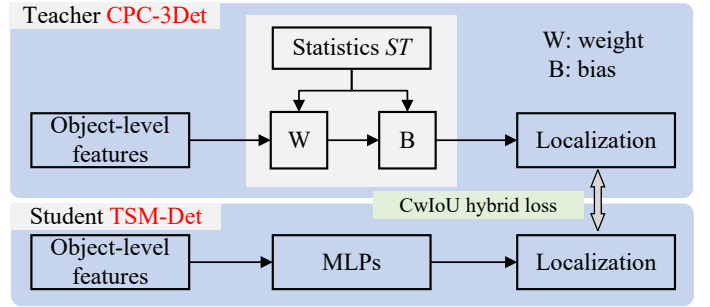 Teacher CPC-3Det
Statistics ST
W: weight
B: bias
Object-level
features
W
B
Localization
CwIoU hybrid loss
Student TSM-Det
Object-level
features
MLPs
Localization